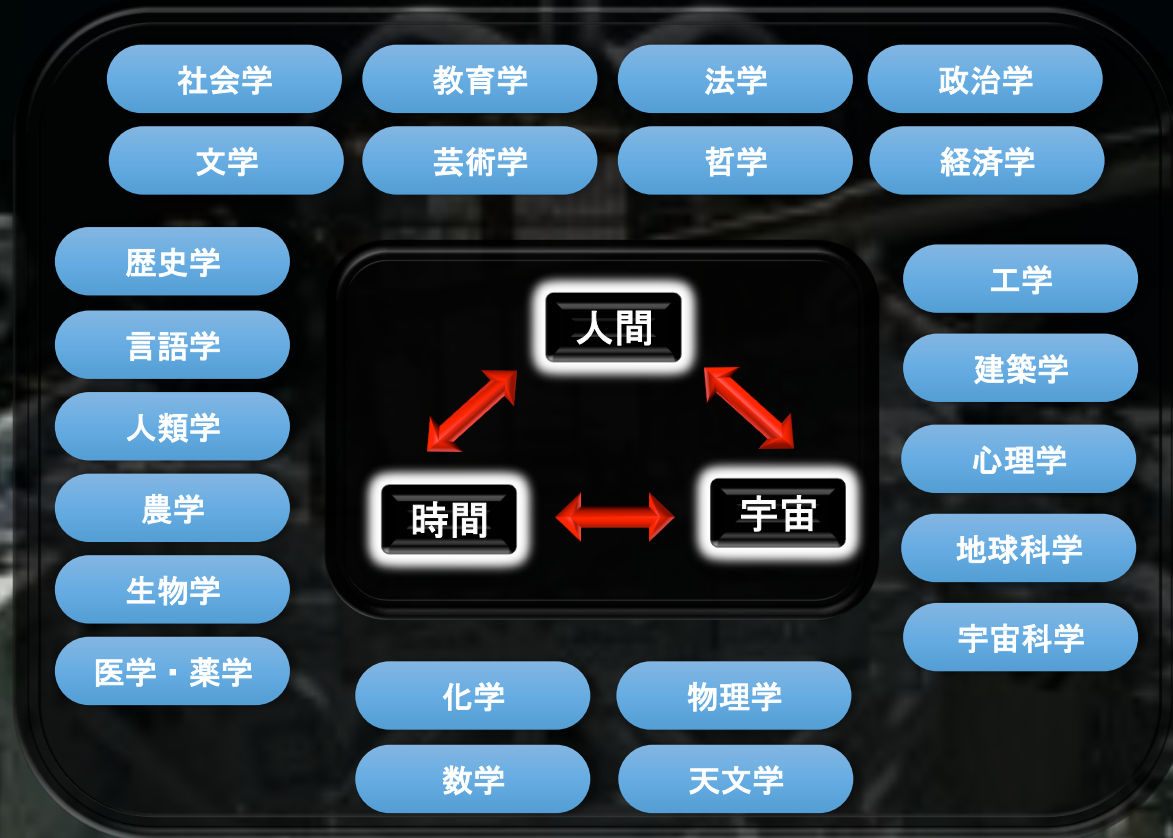 社会学
教育学
法学
政治学
文学
芸術学
哲学
経済学
歴史学
言語学
人類学
農学
生物学
医学・薬学
人間
時間
宇宙
工学
建築学
心理学
地球科学
宇宙科学
化学
物理学
数学
天文学